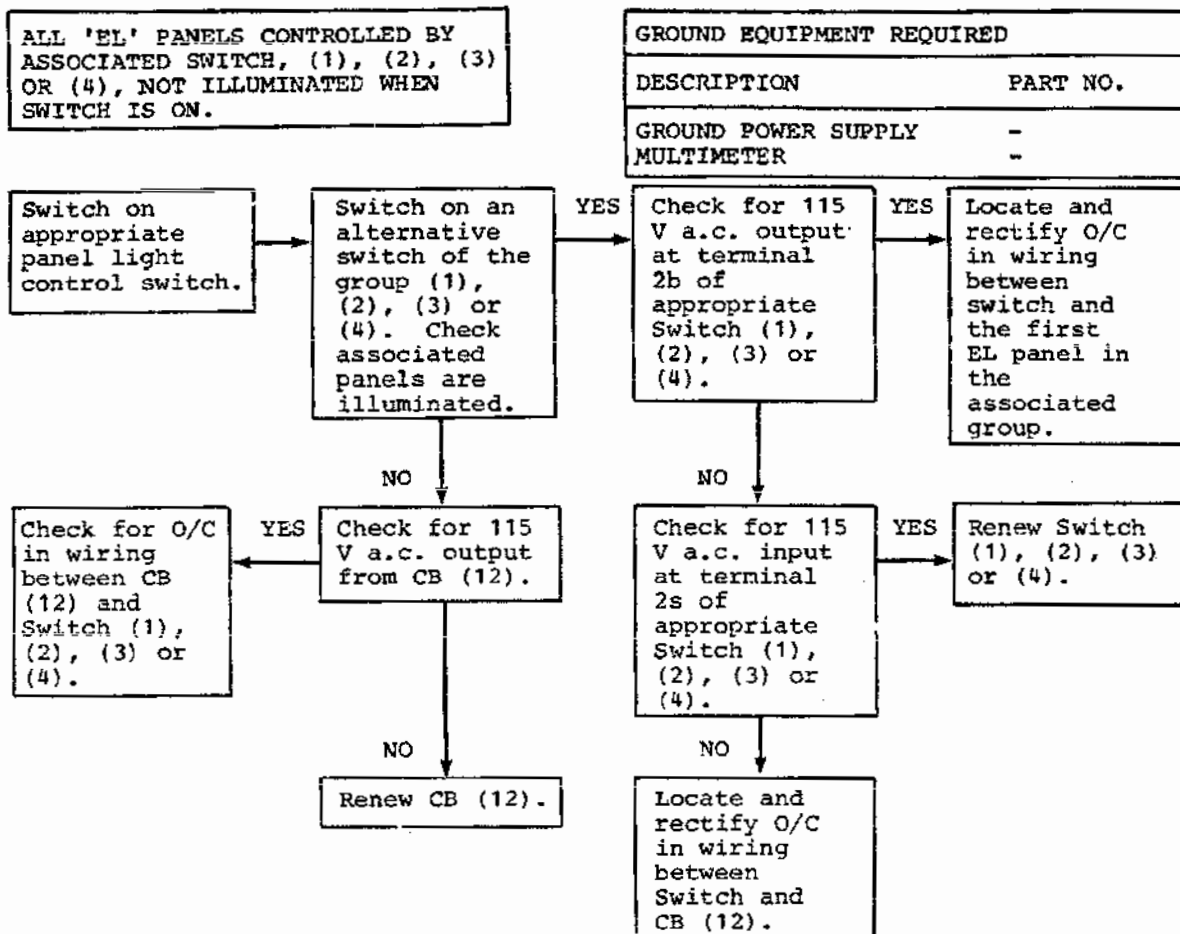 ALL 'EL' PANELS CONTROLLED BY
ASSOCIATED SWITCH, (1), (2), (3)
OR (4), NOT ILLUMINATED WHEN
SWITCH IS ON.
GROUND EQUIPMENT REQUIRED
DESCRIPTION PART NO.
GROUND POWER SUPPLY -
MULTIMETER -
Switch on
appropriate
panel light
control switch.
Switch on an
alternative
switch of the
group (1),
(2), (3) or
(4). Check
associated
panels are
illuminated.
YES
Check for 115
V a.c. output
at terminal
2b of
appropriate
Switch (1),
(2), (3) or
(4).
YES
Locate and
rectify O/C
in wiring
between
switch and
the first
EL panel in
the
associated
group.
NO
NO
Check for O/C
in wiring
between CB
(12) and
Switch (1),
(2), (3) or
(4).
YES
Check for 115
V a.c. output
from CB (12).
Check for 115
V a.c. input
at terminal
2s of
appropriate
Switch (1),
(2), (3) or
(4).
YES
Renew Switch
(1), (2), (3)
or (4).
NO
NO
Renew CB (12).
Locate and
rectify O/C
in wiring
between
Switch and
CB (12).